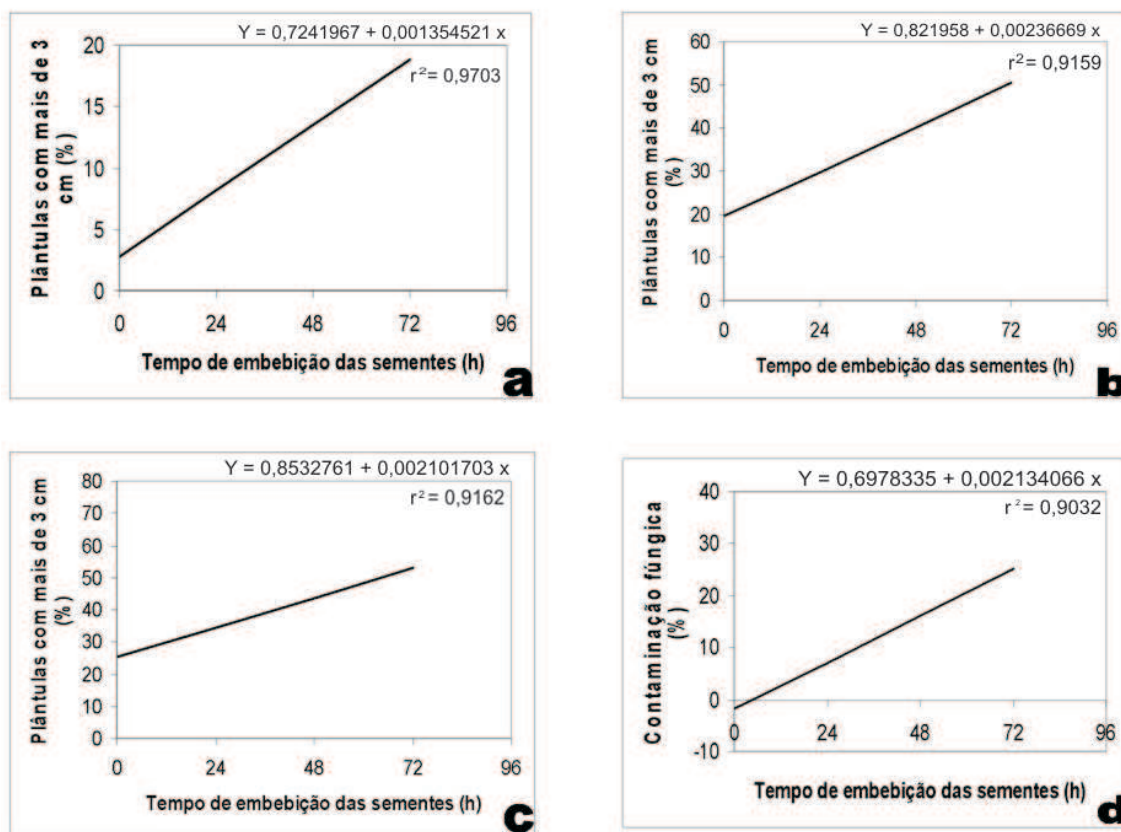 Y = 0,7241967 + 0,001354521 x
r² = 0,9703
Plântulas com mais de 3
cm (%)
20
15
10
5
0
0 24 48 72 96
Tempo de embebição das sementes (h)
a
Y = 0,821958 + 0,00236669 x
r² = 0,9159
Plântulas com mais de 3 cm
(%)
60
50
40
30
20
10
0
0 24 48 72 96
Tempo de embebição das sementes (h)
b
Y = 0,8532761 + 0,002101703 x
r² = 0,9162
Plântulas com mais de 3 cm
(%)
80
70
60
50
40
30
20
10
0
0 24 48 72 96
Tempo de embebição das sementes (h)
c
Y = 0,6978335 + 0,002134066 x
r² = 0,9032
Contaminação fúngica
(%)
40
30
20
10
0
-10
0 24 48 72 96
Tempo de embebição das sementes (h)
d